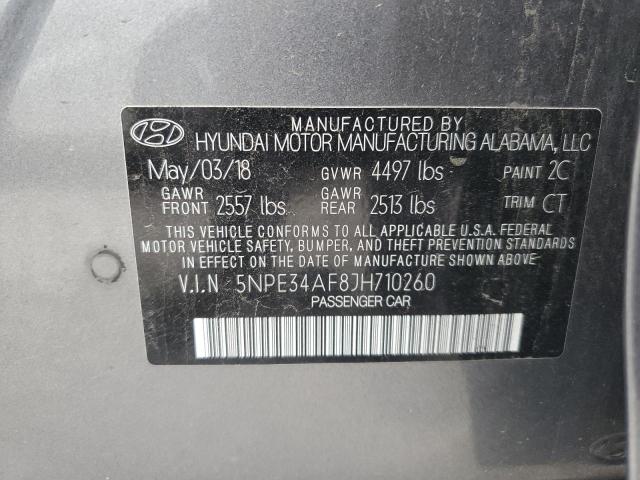 MANUFACTURED BY
HYUNDAI MOTOR MANUFACTURING ALABAMA, LLC
May/03/18 GVWR 4497 lbs PAINT 2C
GAWR FRONT 2557 lbs GAWR REAR 2513 lbs TRIM CT
THIS VEHICLE CONFORMS TO ALL APPLICABLE U.S.A. FEDERAL
MOTOR VEHICLE SAFETY, BUMPER, AND THEFT PREVENTION
STANDARDS IN EFFECT ON THE DATE OF MANUFACTURE SHOWN ABOVE.
V.I.N 5NPE34AF8JH710260
PASSENGER CAR